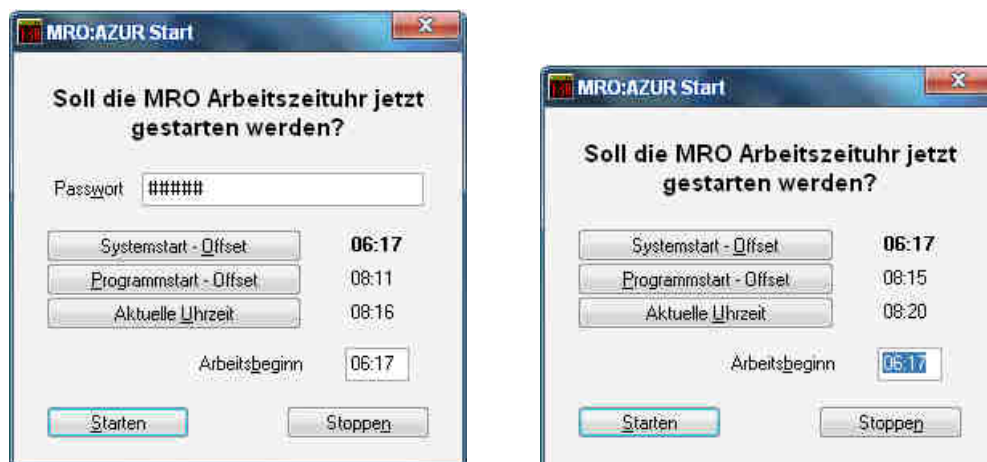 MRO:AZUR Start
Soll die MRO Arbeitszeituhr jetzt
gestarten werden?
Passwort #####
Systemstart - Offset 06:17
Programmstart - Offset 08:11
Aktuelle Uhrzeit 08:16
Arbeitsbeginn 06:17
Starten Stoppen
MRO:AZUR Start
Soll die MRO Arbeitszeituhr jetzt
gestarten werden?
Systemstart - Offset 06:17
Programmstart - Offset 08:15
Aktuelle Uhrzeit 08:20
Arbeitsbeginn 06:17
Starten Stoppen